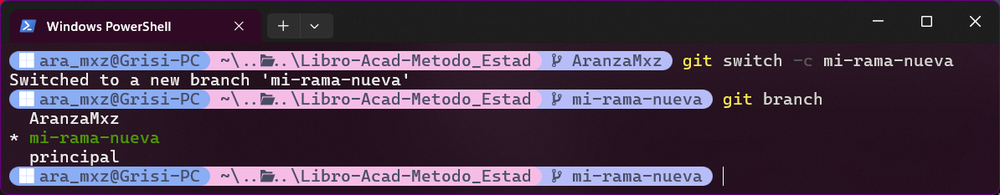 Windows PowerShell
ara_mxz@Grisi-PC ~\..\..\Libro-Acad-Metodo_Estad AranzaMxz git switch -c mi-rama-nueva
Switched to a new branch 'mi-rama-nueva'
ara_mxz@Grisi-PC ~\..\..\Libro-Acad-Metodo_Estad mi-rama-nueva git branch
AranzaMxz
* mi-rama-nueva
principal
ara_mxz@Grisi-PC ~\..\..\Libro-Acad-Metodo_Estad mi-rama-nueva